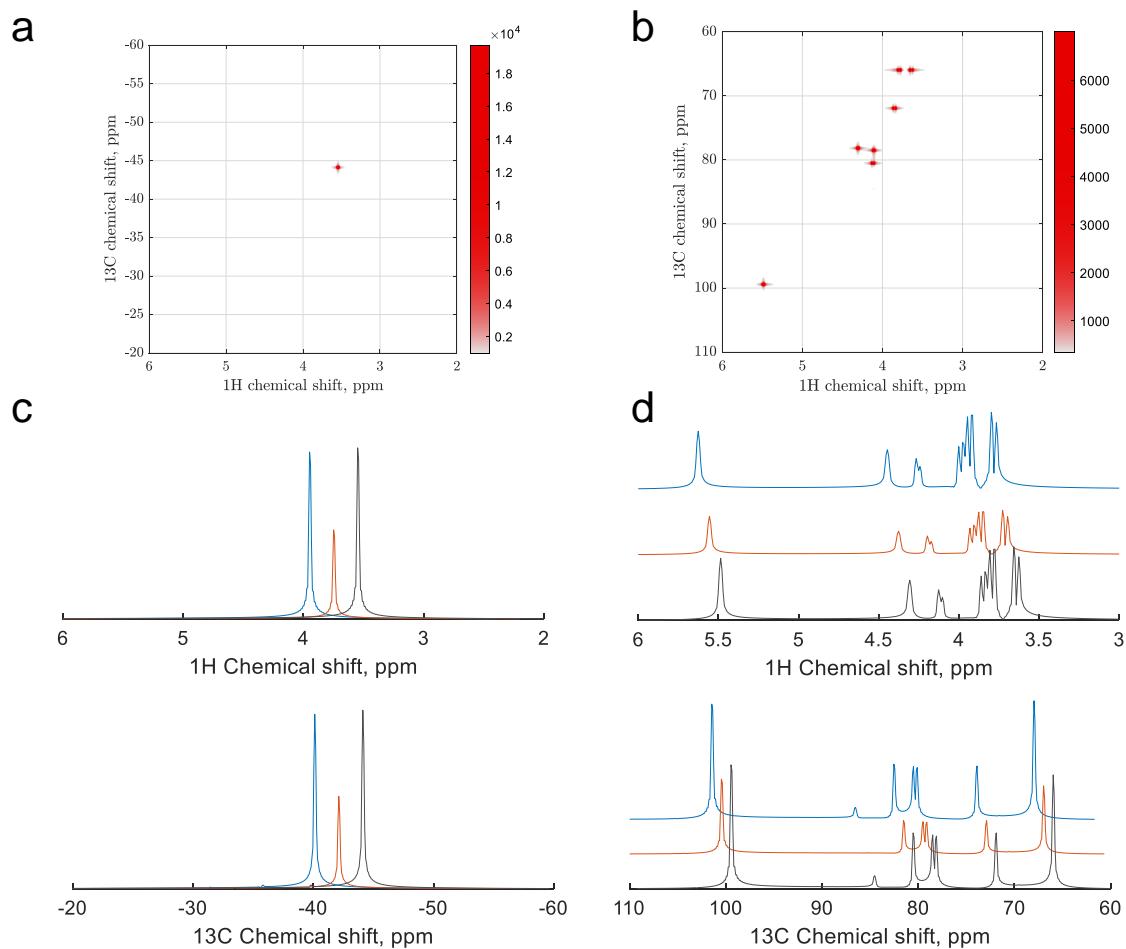 a
×10⁴
-60
-55
-50
-45
-40
-35
-30
-25
-20
13C chemical shift, ppm
6 5 4 3 2
1H chemical shift, ppm
1.8
1.6
1.4
1.2
1
0.8
0.6
0.4
0.2
b
60
70
80
90
100
110
13C chemical shift, ppm
6 5 4 3 2
1H chemical shift, ppm
6000
5000
4000
3000
2000
1000
c
6 5 4 3 2
1H Chemical shift, ppm
-20 -30 -40 -50 -60
13C Chemical shift, ppm
d
6 5.5 5 4.5 4 3.5 3
1H Chemical shift, ppm
110 100 90 80 70 60
13C Chemical shift, ppm